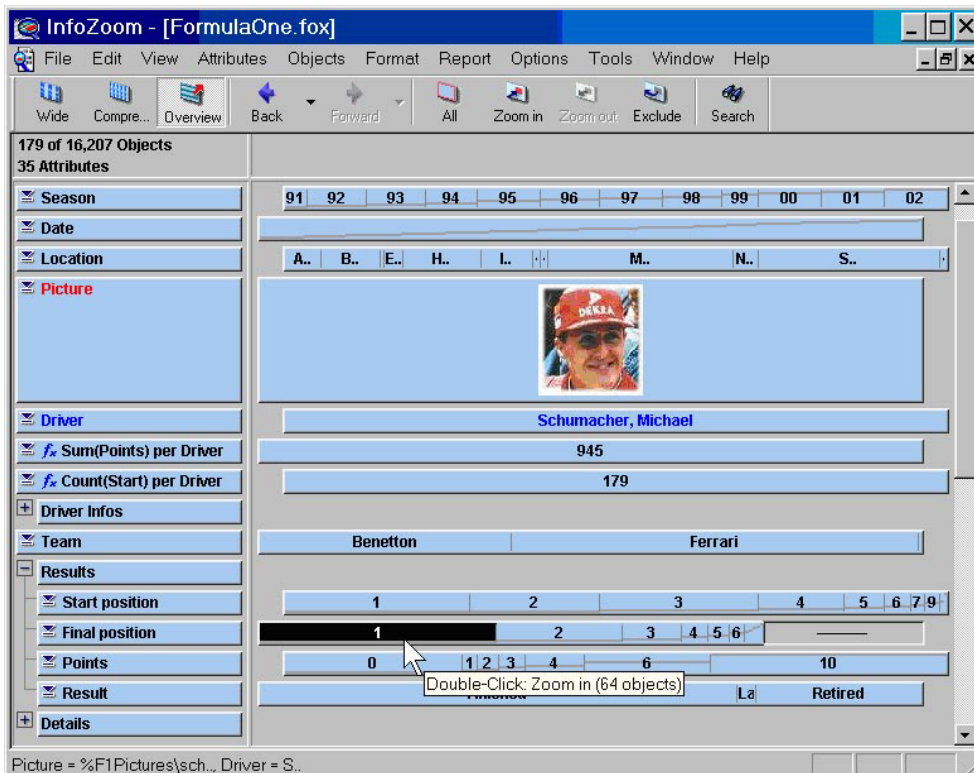 InfoZoom - [FormulaOne.fox]
File Edit View Attributes Objects Format Report Options Tools Window Help
Wide Compre... Overview Back Forward All Zoom in Zoom out Exclude Search
179 of 16,207 Objects
35 Attributes
Season 91 92 93 94 95 96 97 98 99 00 01 02
Date
Location A.. B.. E.. H.. I.. M.. N.. S..
Picture
DEKRA
Driver Schumacher, Michael
fx Sum(Points) per Driver 945
fx Count(Start) per Driver 179
Driver Infos
Team Benetton Ferrari
Results
Start position 1 2 3 4 5 6 7 9
Final position 1 2 3 4 5 6
Points 0 1 2 3 4 6 10
Double-Click: Zoom in (64 objects)
Result Finished La Retired
Details
Picture = %F1Pictures\sch.., Driver = S..